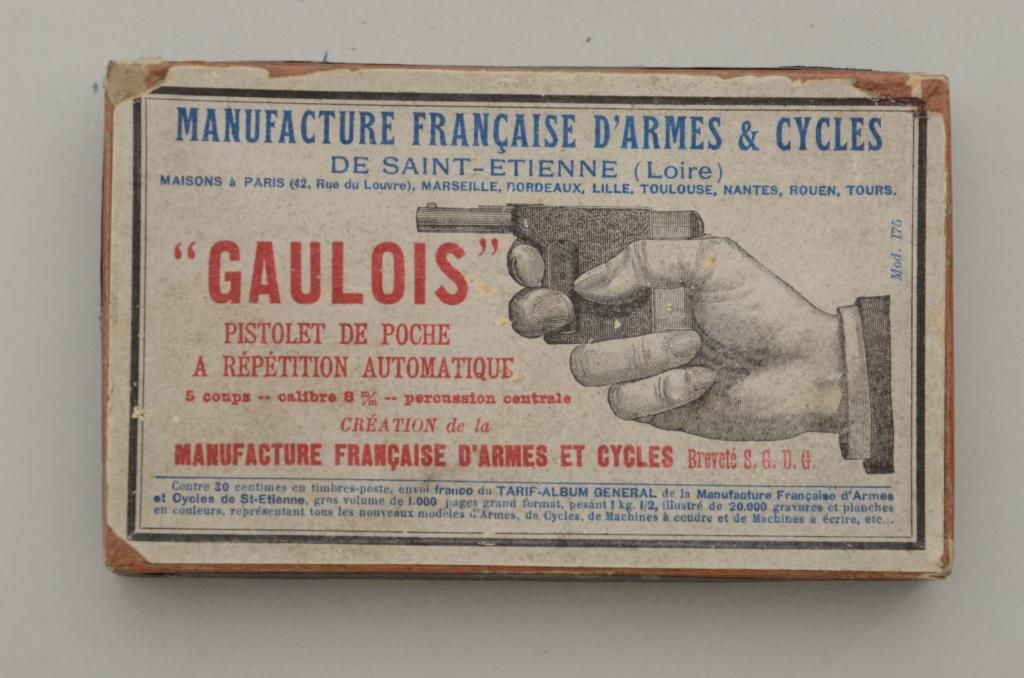 MANUFACTURE FRANÇAISE D'ARMES & CYCLES
DE SAINT-ETIENNE (Loire)
MAISONS à PARIS (42, Rue du Louvre), MARSEILLE, BORDEAUX, LILLE, TOULOUSE, NANTES, ROUEN, TOURS.
Mod. 175
"GAULOIS"
PISTOLET DE POCHE
A RÉPÉTITION AUTOMATIQUE
5 coups -- calibre 8 m/m -- percussion centrale
CRÉATION de la
MANUFACTURE FRANÇAISE D'ARMES ET CYCLES Breveté S. G. D. G.
Contre 30 centimes en timbres-poste, envoi franco du TARIF-ALBUM GENERAL de la Manufacture Française d'Armes
et Cycles de St-Etienne, gros volume de 1.000 pages grand format, pesant 1 kg. 1/2, illustré de 20.000 gravures et planches
en couleurs, représentant tous les nouveaux modèles d'Armes, de Cycles, de Machines à coudre et de Machines à écrire, etc...